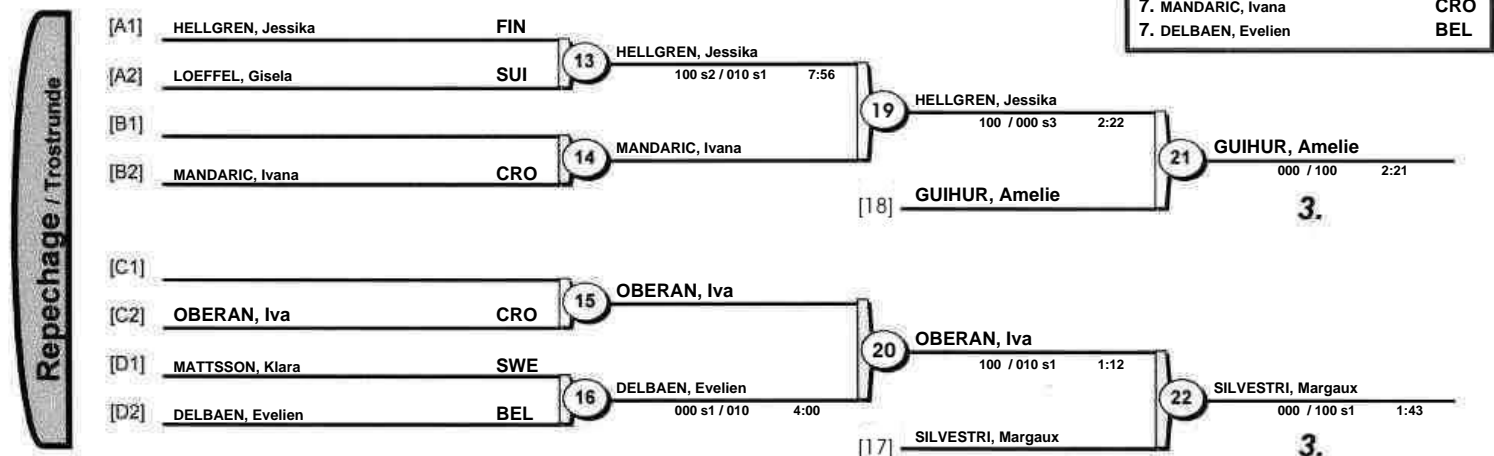 7. MANDARIC, Ivana CRO
7. DELBAEN, Evelien BEL
Repechage / Trostrunde
[A1] HELLGREN, Jessika FIN
[A2] LOEFFEL, Gisela SUI
13 HELLGREN, Jessika
100 s2 / 010 s1 7:56
[B1]
[B2] MANDARIC, Ivana CRO
14 MANDARIC, Ivana
19 HELLGREN, Jessika
100 / 000 s3 2:22
[18] GUIHUR, Amelie
21 GUIHUR, Amelie
000 / 100 2:21
3.
[C1]
[C2] OBERAN, Iva CRO
15 OBERAN, Iva
[D1] MATTSSON, Klara SWE
[D2] DELBAEN, Evelien BEL
16 DELBAEN, Evelien
000 s1 / 010 4:00
20 OBERAN, Iva
100 / 010 s1 1:12
[17] SILVESTRI, Margaux
22 SILVESTRI, Margaux
000 / 100 s1 1:43
3.